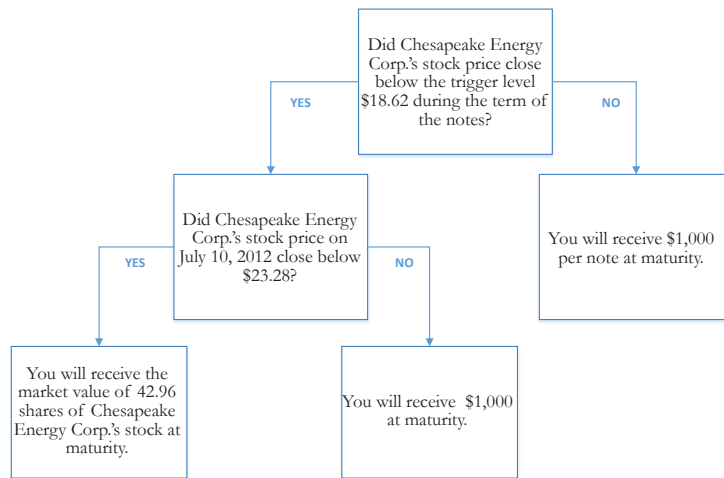 Did Chesapeake Energy
Corp.'s stock price close
below the trigger level
$18.62 during the term of
the notes?
YES
NO
Did Chesapeake Energy
Corp.'s stock price on
July 10, 2012 close below
$23.28?
You will receive $1,000
per note at maturity.
YES
NO
You will receive the
market value of 42.96
shares of Chesapeake
Energy Corp.'s stock at
maturity.
You will receive $1,000
at maturity.